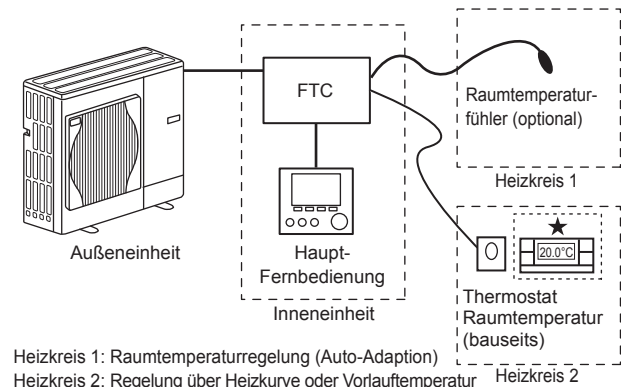 FTC
Raumtemperatur-
fühler (optional)
Heizkreis 1
Außeneinheit
Haupt-
Fernbedienung
Inneneinheit
20.0°C
Thermostat
Raumtemperatur
(bauseits)
Heizkreis 2
Heizkreis 1: Raumtemperaturregelung (Auto-Adaption)
Heizkreis 2: Regelung über Heizkurve oder Vorlauftemperatur